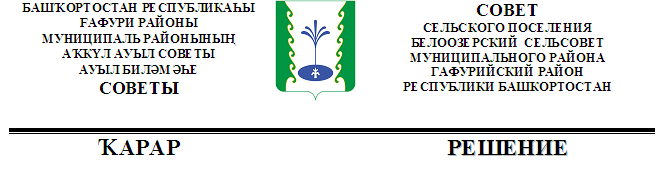 БАШҠОРТОСТАН РЕСПУБЛИКАҺЫ
ҒАФУРИ РАЙОНЫ
МУНИЦИПАЛЬ РАЙОНЫНЫҢ
АҠКҮЛ АУЫЛ СОВЕТЫ
АУЫЛ БИЛӘМӘҺЕ
СОВЕТЫ
СОВЕТ
СЕЛЬСКОГО ПОСЕЛЕНИЯ
БЕЛООЗЕРСКИЙ СЕЛЬСОВЕТ
МУНИЦИПАЛЬНОГО РАЙОНА
ГАФУРИЙСКИЙ РАЙОН
РЕСПУБЛИКИ БАШКОРТОСТАН
ҠАРАР
РЕШЕНИЕ